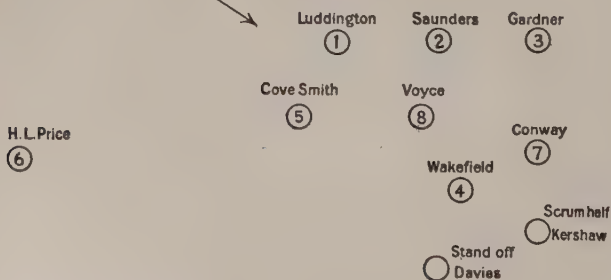 Luddington Saunders Gardner
1 2 3
Cove Smith Voyce
5 8
H.L.Price Conway
6 7
Wakefield
4
Scrum half
Kershaw
Stand off
Davies